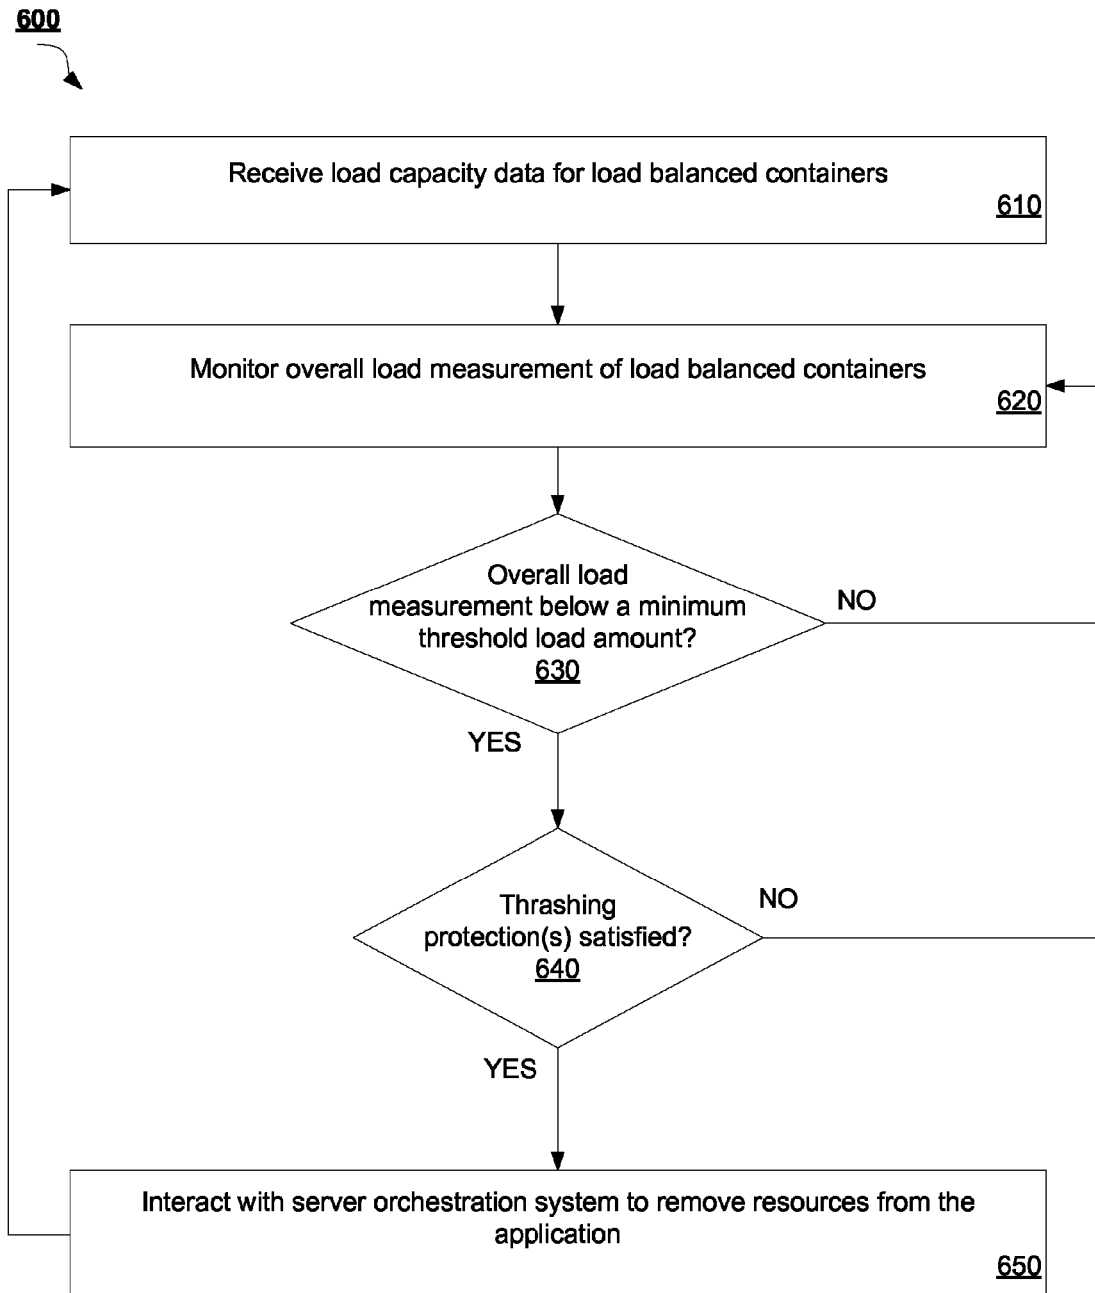 600
Receive load capacity data for load balanced containers
610
Monitor overall load measurement of load balanced containers
620
Overall load
measurement below a minimum
threshold load amount?
630
NO
YES
Thrashing
protection(s) satisfied?
640
NO
YES
Interact with server orchestration system to remove resources from the
application
650